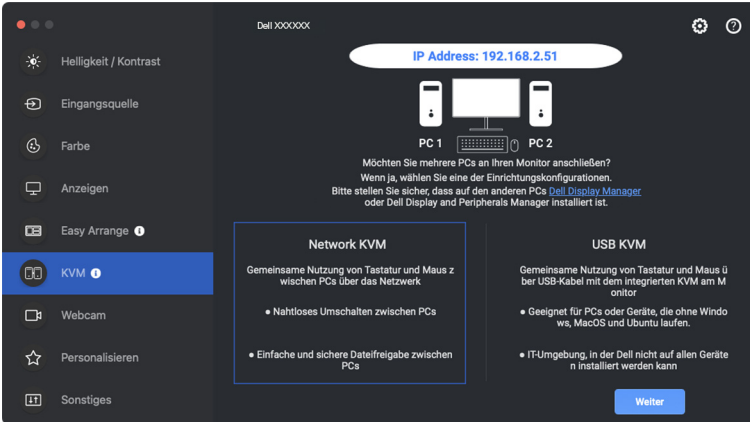 Dell XXXXXX
Helligkeit / Kontrast
Eingangsquelle
Farbe
Anzeigen
Easy Arrange
KVM
Webcam
Personalisieren
Sonstiges
IP Address: 192.168.2.51
PC 1
PC 2
Möchten Sie mehrere PCs an Ihren Monitor anschließen?
Wenn ja, wählen Sie eine der Einrichtungskonfigurationen.
Bitte stellen Sie sicher, dass auf den anderen PCs Dell Display Manager
oder Dell Display and Peripherals Manager installiert ist.
Network KVM
Gemeinsame Nutzung von Tastatur und Maus z
wischen PCs über das Netzwerk
● Nahtloses Umschalten zwischen PCs
● Einfache und sichere Dateifreigabe zwischen
PCs
USB KVM
Gemeinsame Nutzung von Tastatur und Maus ü
ber USB-Kabel mit dem integrierten KVM am M
onitor
● Geeignet für PCs oder Geräte, die ohne Windo
ws, MacOS und Ubuntu laufen.
● IT-Umgebung, in der Dell nicht auf allen Geräte
n installiert werden kann
Weiter